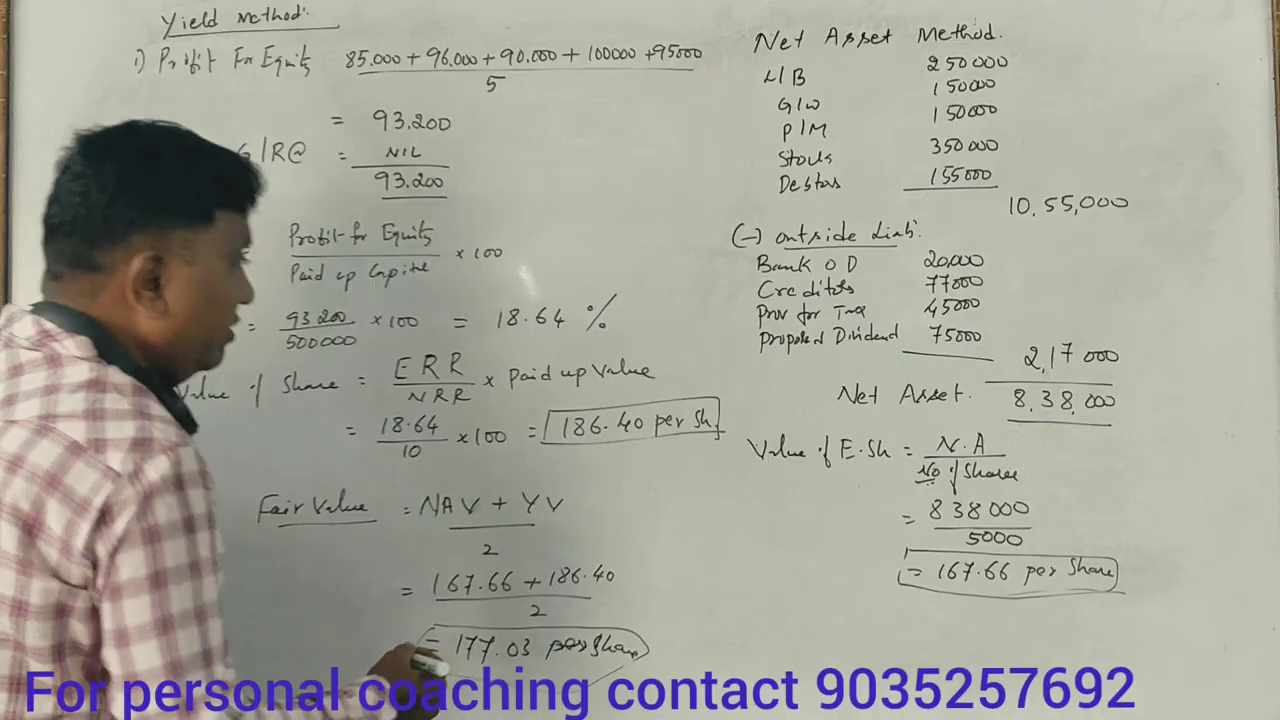 Yield Method:
1) Profit For Equity 85.000 + 96.000 + 90.000 + 100000 + 95000
5
= 93.200
G/R@ = NIL
93.200
Profit for Equity
Paid up Capital × 100
= 93 200 × 100 = 18.64 %
500000
Value of Share = ERR × Paid up Value
NRR
= 18.64 × 100 = 186.40 per Sh
10
Fair Value = NAV + YV
2
= 167.66 + 186.40
2
= 177.03 per Share
Net Asset Method.
L/B 250000
G/W 150000
P/M 150000
Stocks 350000
Debtors 155000
10,55,000
(-) outside Liab:
Bank OD 20,000
Creditors 77000
Prov for Tax 45000
Proposed Dividend 75000
2,17000
Net Asset. 8,38,000
Value of E.Sh = N.A
No of Shares
= 838000
5000
= 167.66 per Share
For personal coaching contact 9035257692